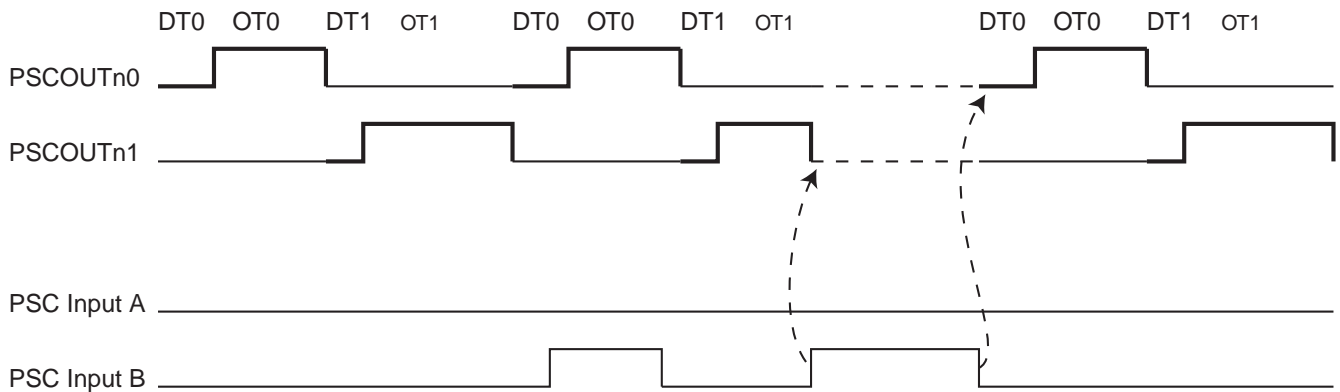 DT0 OT0 DT1 OT1 DT0 OT0 DT1 OT1 DT0 OT0 DT1 OT1
PSCOUTn0
PSCOUTn1
PSC Input A
PSC Input B